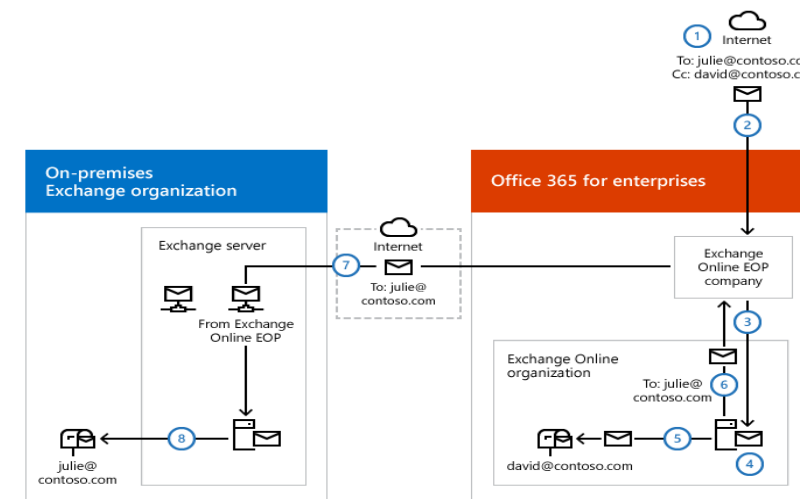 1
Internet
To: julie@contoso.co
Cc: david@contoso.c
2
On-premises
Exchange organization
Office 365 for enterprises
Exchange server
Internet
7
To: julie@
contoso.com
Exchange
Online EOP
company
From Exchange
Online EOP
3
Exchange Online
organization
To: julie@
contoso.com
6
8
julie@
contoso.com
5
david@contoso.com
4